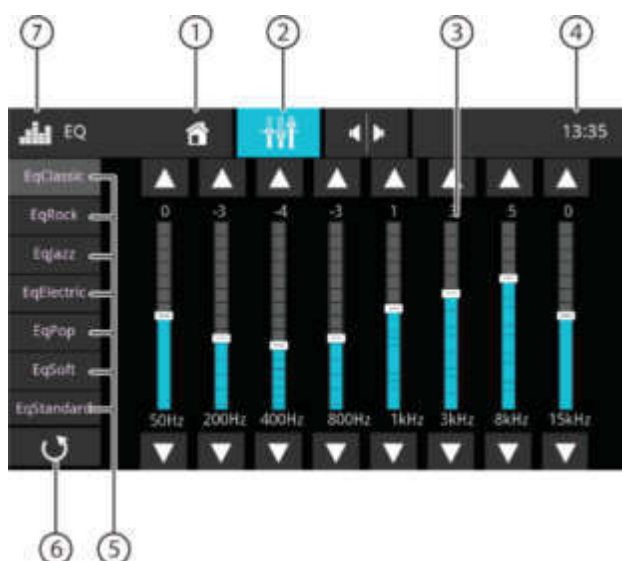 7 1 2 3 4
EQ 13:35
EqClassic
EqRock
EqJazz
EqElectric
EqPop
EqSoft
EqStandard
0 -3 -4 -3 1 3 5 0
50Hz 200Hz 400Hz 800Hz 1kHz 3kHz 8kHz 15kHz
6 5